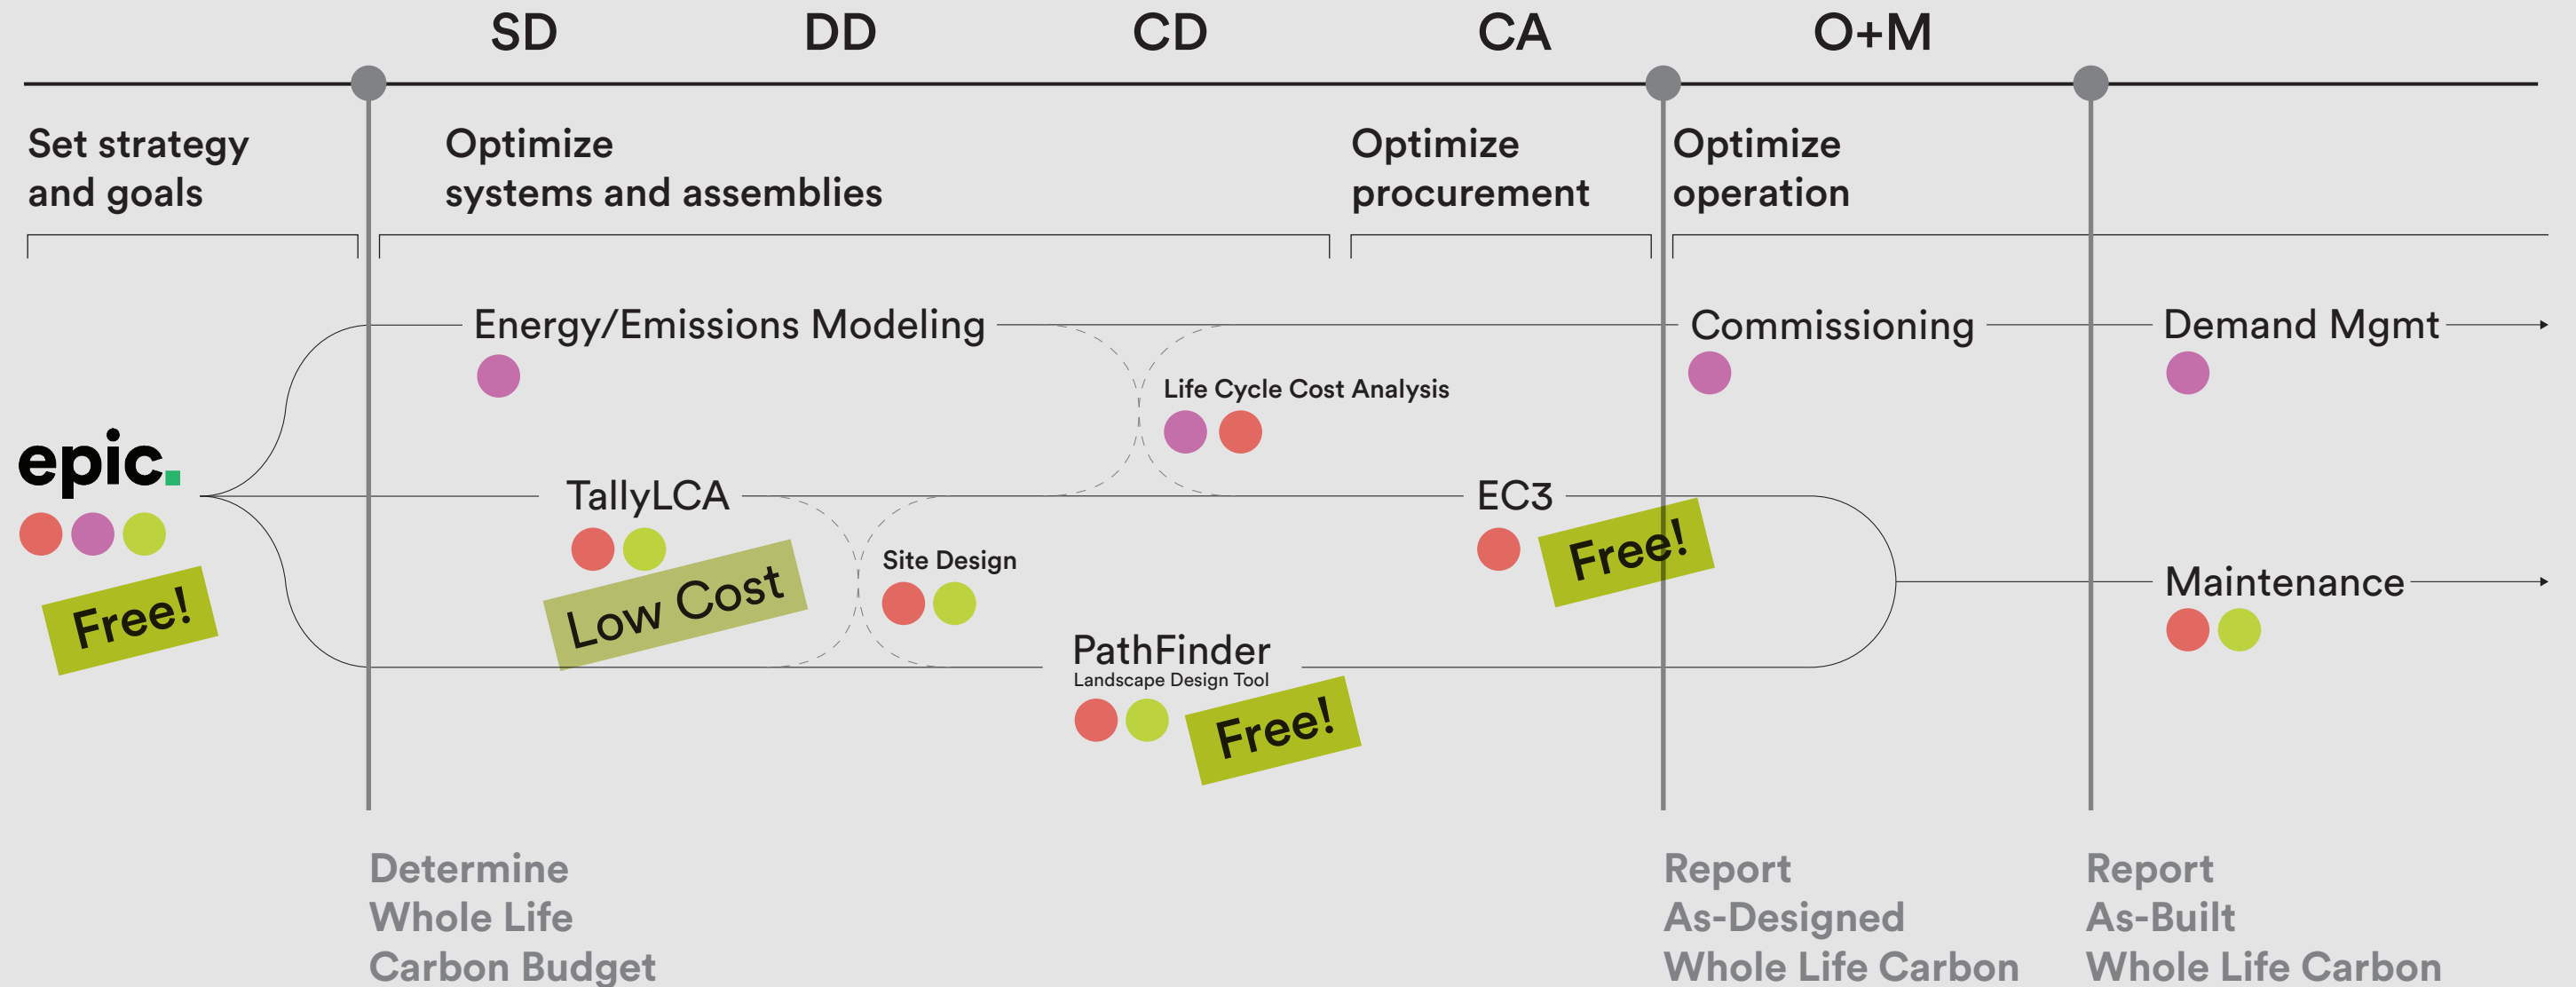 SD DD CD CA O+M
Set strategy
and goals
Optimize
systems and assemblies
Optimize
procurement
Optimize
operation
Energy/Emissions Modeling
Commissioning
Demand Mgmt
Life Cycle Cost Analysis
epic.
Free!
TallyLCA
Low Cost
Site Design
EC3
Free!
PathFinder
Landscape Design Tool
Free!
Maintenance
Determine
Whole Life
Carbon Budget
Report
As-Designed
Whole Life Carbon
Report
As-Built
Whole Life Carbon